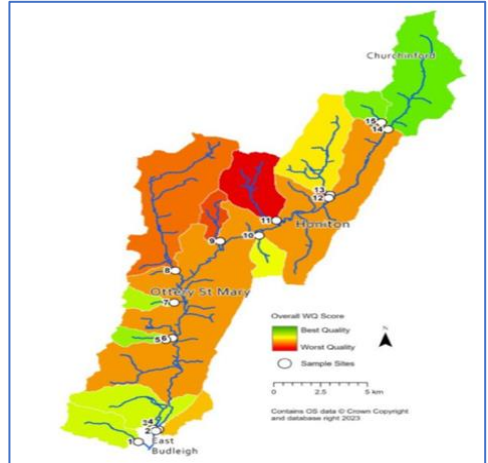 Churchinford
15
14
13
12
11
Honiton
10
9
8
Ottery St Mary
7
5 6
Overall WQ Score
Best Quality
Worst Quality
Sample Sites
N
0 2.5 5 km
Contains OS data © Crown Copyright
and database right 2023
4
2
1
East
Budleigh